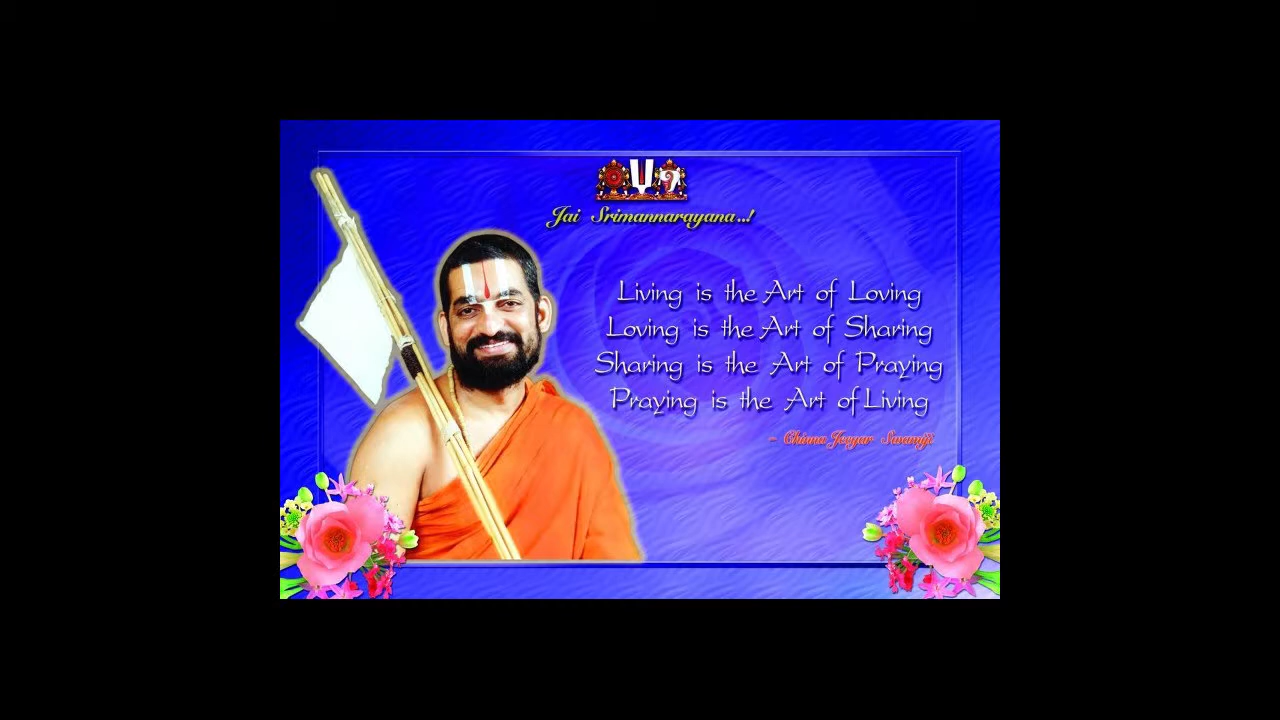 Jai Srimannarayana..!
Living is the Art of Loving
Loving is the Art of Sharing
Sharing is the Art of Praying
Praying is the Art of Living
- Chinna Jeeyar Swamiji